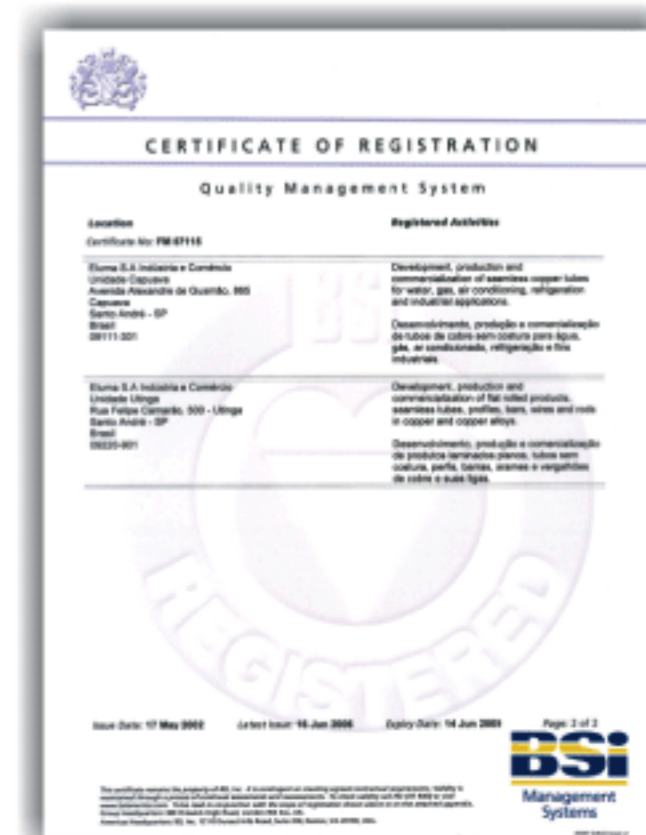 CERTIFICATE OF REGISTRATION
Quality Management System
Location
Registered Activities
Certificate No: FM 67115
Eluma S.A Indústria e Comércio
Unidade Capuava
Avenida Alexandre de Gusmão,
Capuava
Santo André - SP
Brasil
09111-301
Development, production and
commercialization of seamless copper tubes
for water, gas, air conditioning, refrigeration
and industrial applications.
Desenvolvimento, produção e comercialização
de tubos de cobre sem costura para água,
gás, ar condicionado, refrigeração e fins
industriais.
Eluma S.A Indústria e Comércio
Unidade Utinga
Rua Felipe Camarão, 500 - Utinga
Santo André - SP
Brasil
Development, production and
commercialization of flat rolled products,
seamless tubes, profiles, bars, wires and rods
in copper and copper alloys.
Desenvolvimento, produção e comercialização
de produtos laminados planos, tubos sem
costura, perfis, barras, arames e vergalhões
de cobre e suas ligas.
BSI
REGISTERED
Issue Date: 17 May 2002
Latest Issue: 16 Jun 2006
Expiry Date: 14 Jun
Page: 2 of 2
BSi
Management
Systems